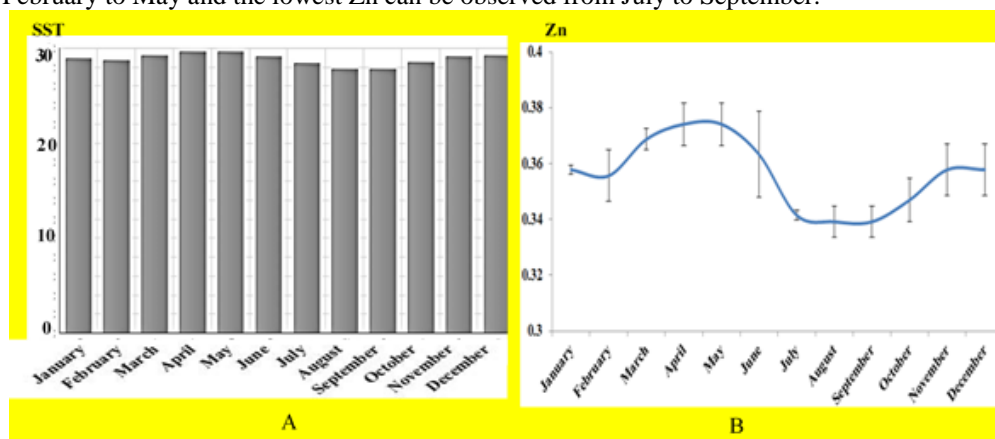 February to May and the lowest Zn can be observed from July to September.
SST
30
20
10
0
January
February
March
April
May
June
July
August
September
October
November
December
A
Zn
0.4
0.38
0.36
0.34
0.32
0.3
January
February
March
April
May
June
July
August
September
October
November
December
B